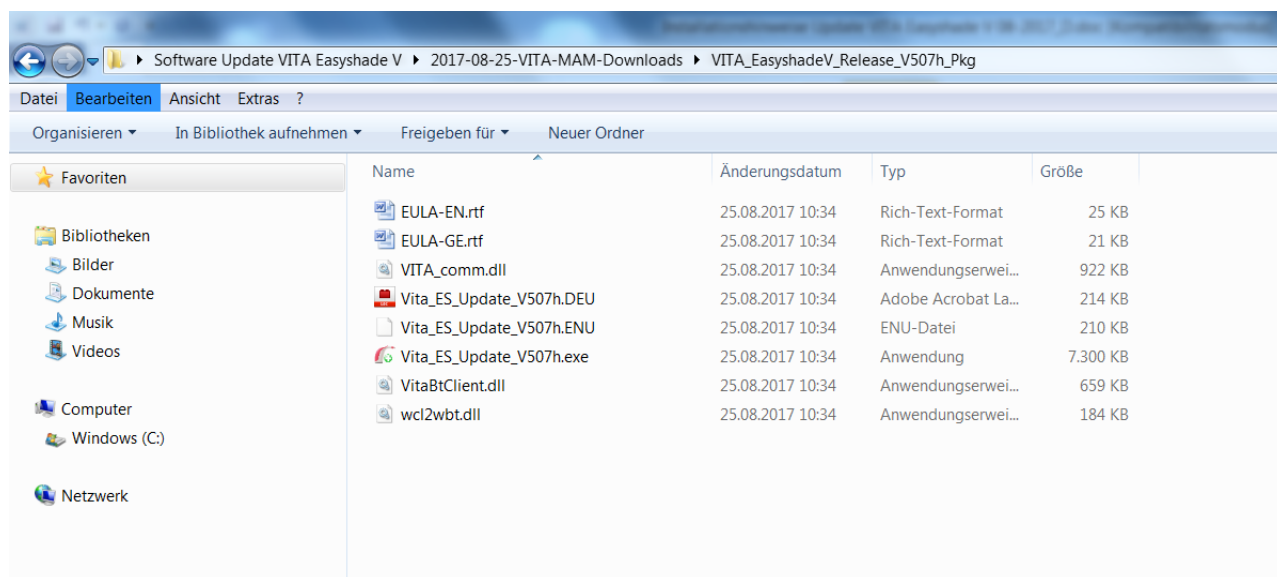 Software Update VITA Easyshade V ▸ 2017-08-25-VITA-MAM-Downloads ▸ VITA_EasyshadeV_Release_V507h_Pkg
Datei Bearbeiten Ansicht Extras ?
Organisieren In Bibliothek aufnehmen Freigeben für Neuer Ordner
Favoriten
Bibliotheken
Bilder
Dokumente
Musik
Videos
Computer
Windows (C:)
Netzwerk
Name Änderungsdatum Typ Größe
EULA-EN.rtf 25.08.2017 10:34 Rich-Text-Format 25 KB
EULA-GE.rtf 25.08.2017 10:34 Rich-Text-Format 21 KB
VITA_comm.dll 25.08.2017 10:34 Anwendungserwei... 922 KB
Vita_ES_Update_V507h.DEU 25.08.2017 10:34 Adobe Acrobat La... 214 KB
Vita_ES_Update_V507h.ENU 25.08.2017 10:34 ENU-Datei 210 KB
Vita_ES_Update_V507h.exe 25.08.2017 10:34 Anwendung 7.300 KB
VitaBtClient.dll 25.08.2017 10:34 Anwendungserwei... 659 KB
wcl2wbt.dll 25.08.2017 10:34 Anwendungserwei... 184 KB